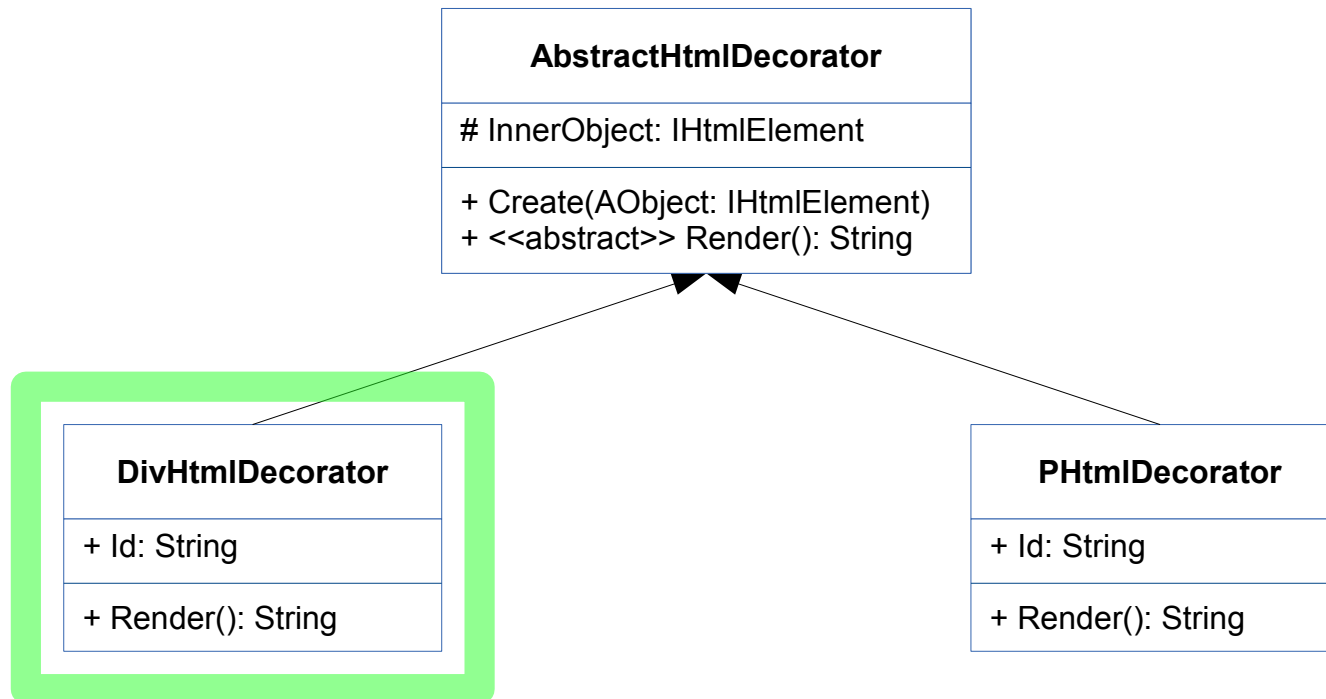 AbstractHtmlDecorator
# InnerObject: IHtmlElement
+ Create(AObject: IHtmlElement)
+ <<abstract>> Render(): String
DivHtmlDecorator
+ Id: String
+ Render(): String
PHtmlDecorator
+ Id: String
+ Render(): String